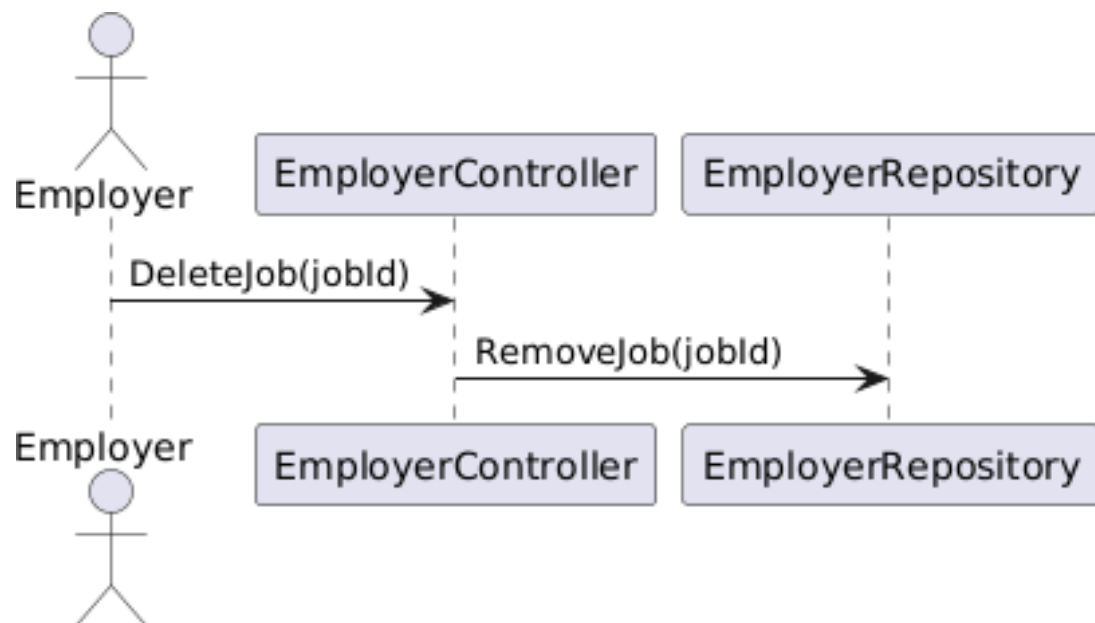 Employer
EmployerController
EmployerRepository
DeleteJob(jobId)
RemoveJob(jobId)
Employer
EmployerController
EmployerRepository